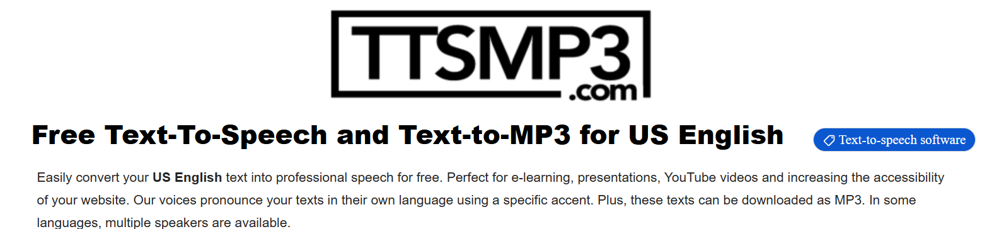 TTSMP3
.com
Free Text-To-Speech and Text-to-MP3 for US English
Text-to-speech software
Easily convert your US English text into professional speech for free. Perfect for e-learning, presentations, YouTube videos and increasing the accessibility
of your website. Our voices pronounce your texts in their own language using a specific accent. Plus, these texts can be downloaded as MP3. In some
languages, multiple speakers are available.